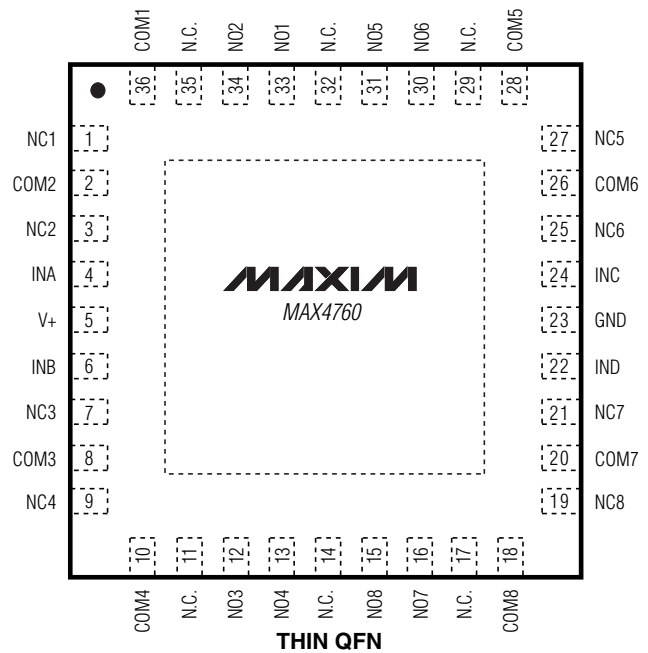 COM1 N.C. NO2 NO1 N.C. NO5 NO6 N.C. COM5
36 35 34 33 32 31 30 29 28
NC1 1 27 NC5
COM2 2 26 COM6
NC2 3 25 NC6
INA 4 MAXIM 24 INC
MAX4760
V+ 5 23 GND
INB 6 22 IND
NC3 7 21 NC7
COM3 8 20 COM7
NC4 9 19 NC8
10 11 12 13 14 15 16 17 18
COM4 N.C. NO3 NO4 N.C. NO8 NO7 N.C. COM8
THIN QFN